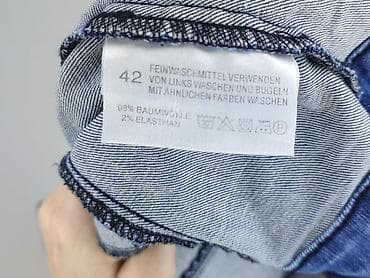 42
FEINWASCHMITTEL VERWENDEN
VON LINKS WASCHEN UND BÜGELN
MIT ÄHNLICHEN FARBEN WASCHEN
98% BAUMWOLLE
2% ELASTHAN
P